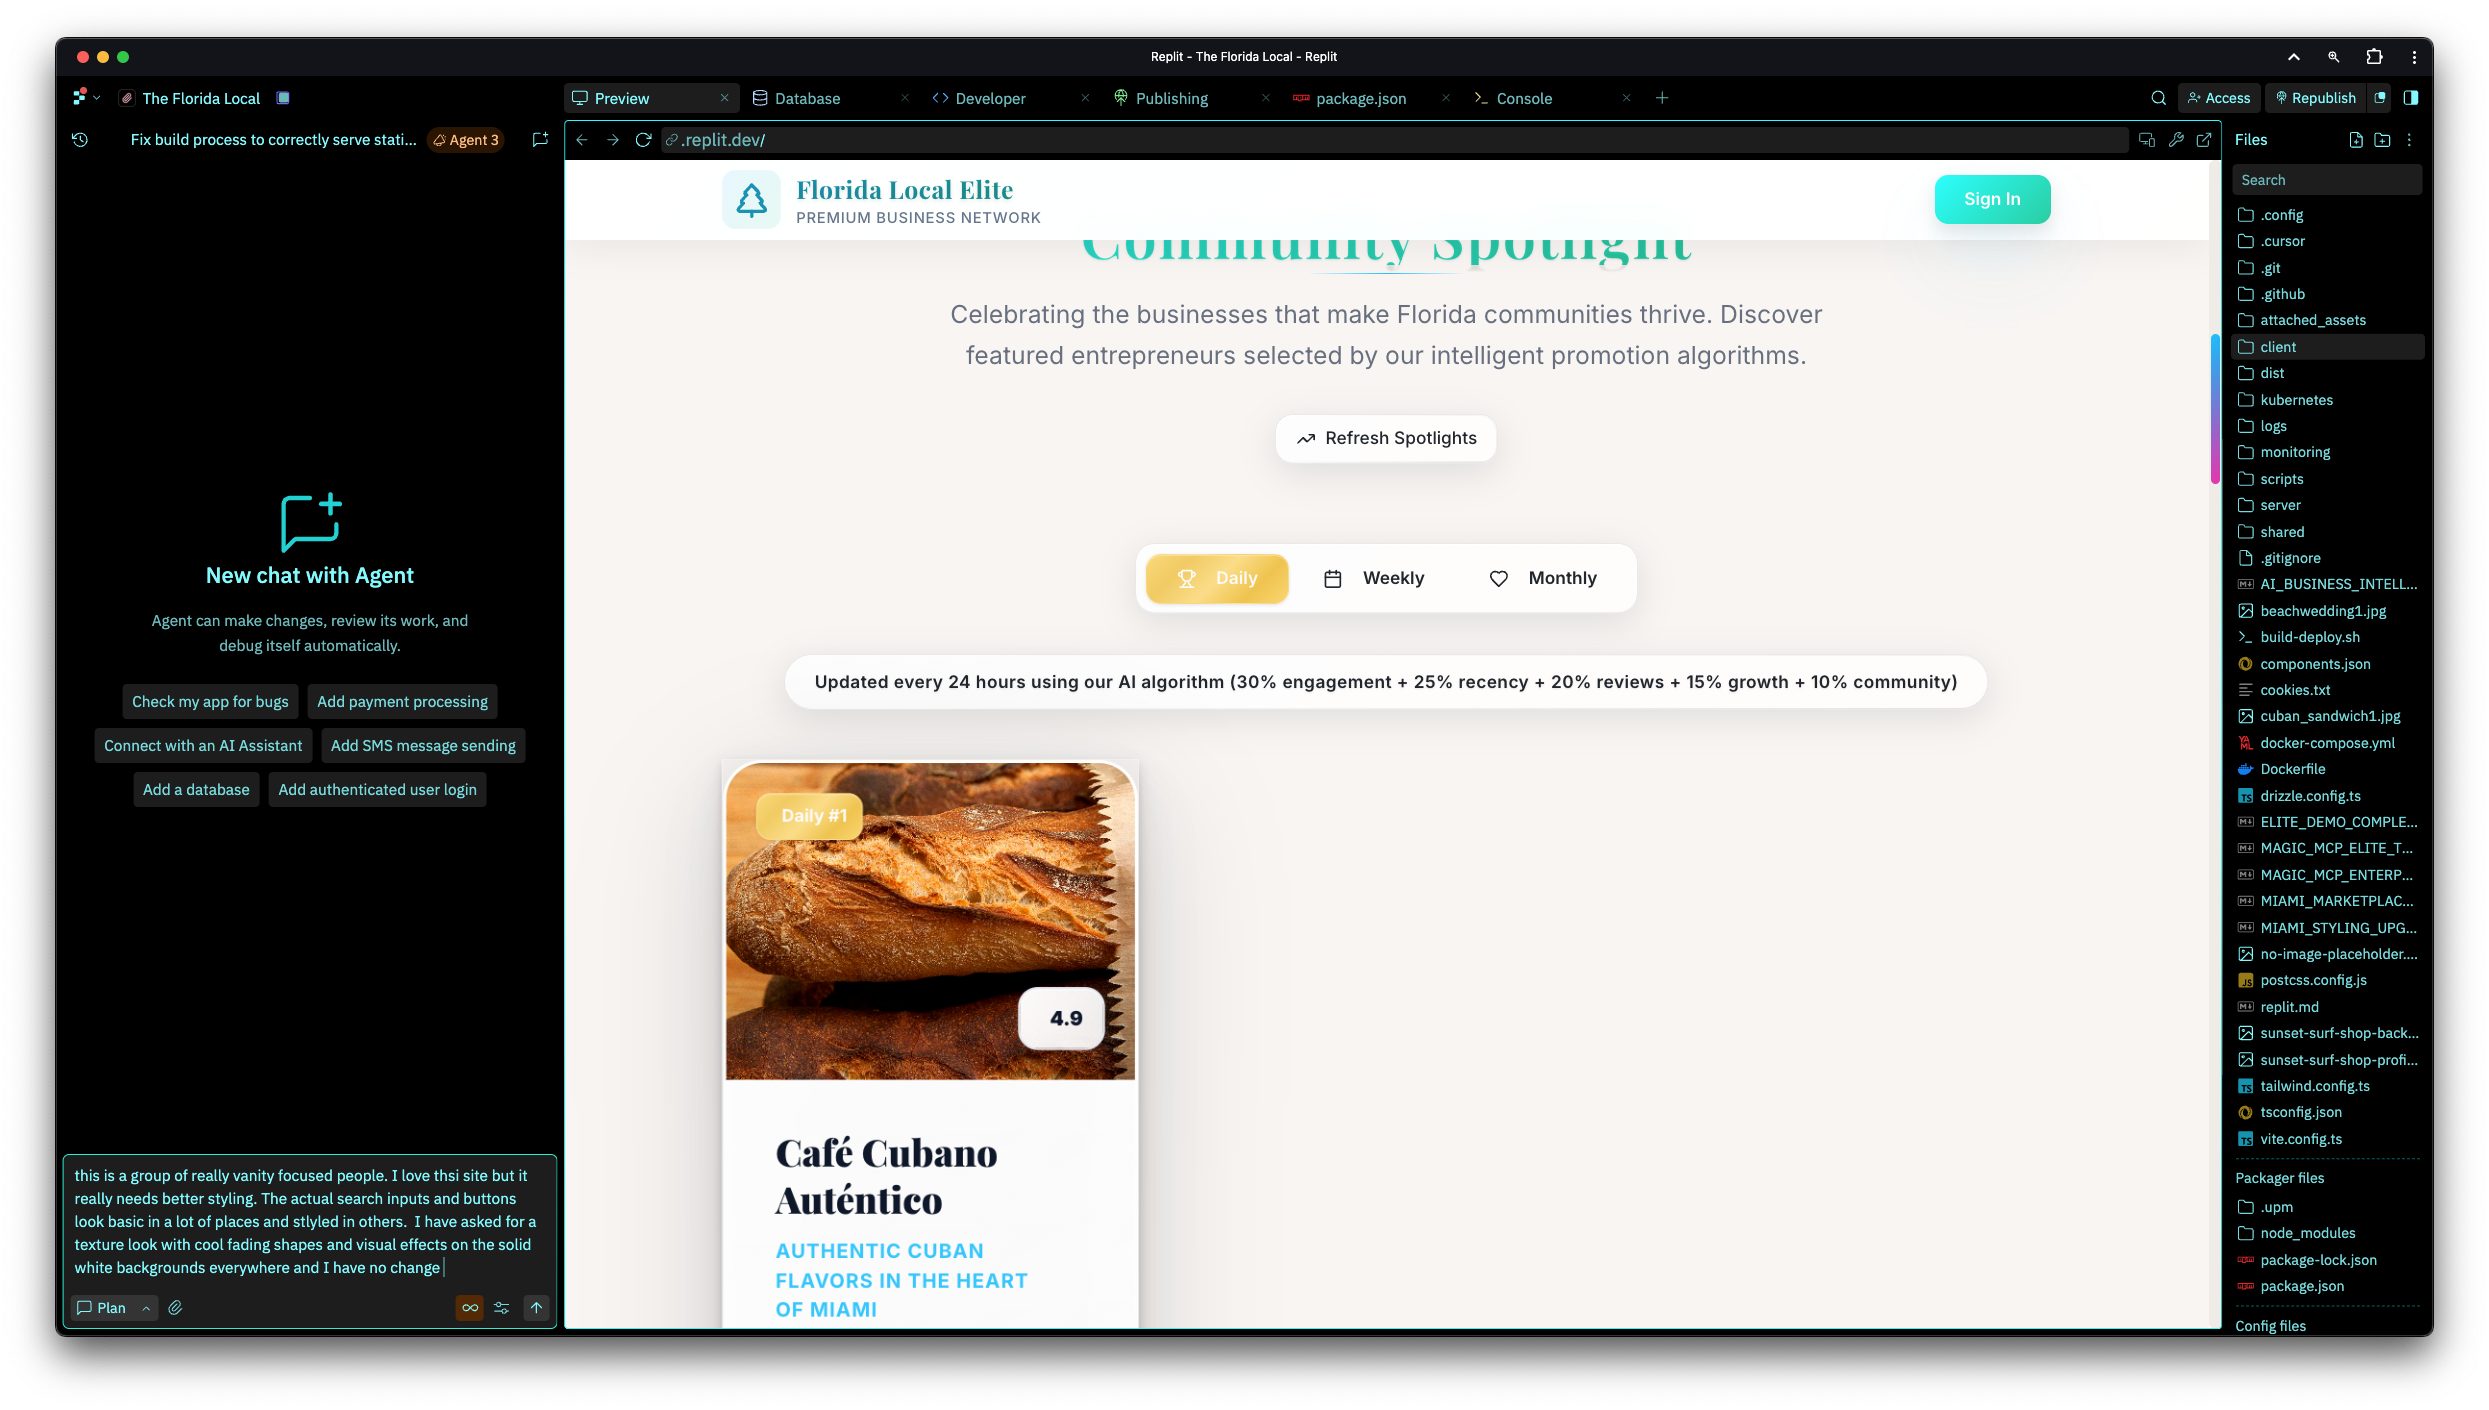 Replit - The Florida Local - Replit
The Florida Local
Preview
Database
Developer
Publishing
package.json
Console
Access
Republish
Fix build process to correctly serve stati...
Agent 3
.replit.dev/
Files
Search
Florida Local Elite
PREMIUM BUSINESS NETWORK
Sign In
Community Spotlight
Celebrating the businesses that make Florida communities thrive. Discover
featured entrepreneurs selected by our intelligent promotion algorithms.
Refresh Spotlights
Daily
Weekly
Monthly
Updated every 24 hours using our AI algorithm (30% engagement + 25% recency + 20% reviews + 15% growth + 10% community)
Daily #1
4.9
Café Cubano
Auténtico
AUTHENTIC CUBAN
FLAVORS IN THE HEART
OF MIAMI
New chat with Agent
Agent can make changes, review its work, and
debug itself automatically.
Check my app for bugs
Add payment processing
Connect with an AI Assistant
Add SMS message sending
Add a database
Add authenticated user login
this is a group of really vanity focused people. I love thsi site but it
really needs better styling. The actual search inputs and buttons
look basic in a lot of places and stlyled in others.  I have asked for a
texture look with cool fading shapes and visual effects on the solid
white backgrounds everywhere and I have no change
Plan
.config
.cursor
.git
.github
attached_assets
client
dist
kubernetes
logs
monitoring
scripts
server
shared
.gitignore
AI_BUSINESS_INTELL...
beachwedding1.jpg
build-deploy.sh
components.json
cookies.txt
cuban_sandwich1.jpg
docker-compose.yml
Dockerfile
drizzle.config.ts
ELITE_DEMO_COMPLE...
MAGIC_MCP_ELITE_T...
MAGIC_MCP_ENTERP...
MIAMI_MARKETPLAC...
MIAMI_STYLING_UPG...
no-image-placeholder....
postcss.config.js
replit.md
sunset-surf-shop-back...
sunset-surf-shop-profi...
tailwind.config.ts
tsconfig.json
vite.config.ts
Packager files
.upm
node_modules
package-lock.json
package.json
Config files